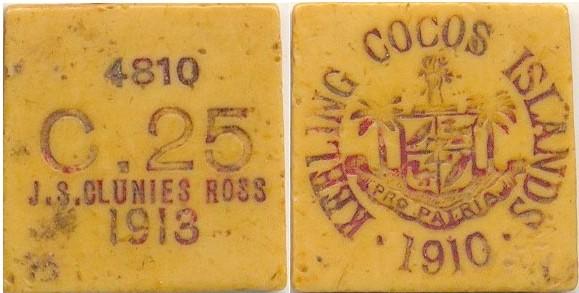 4810
C.25
J.S.CLUNIES ROSS
1913
KEELING COCOS ISLANDS
PRO PATRIA
· 1910 ·